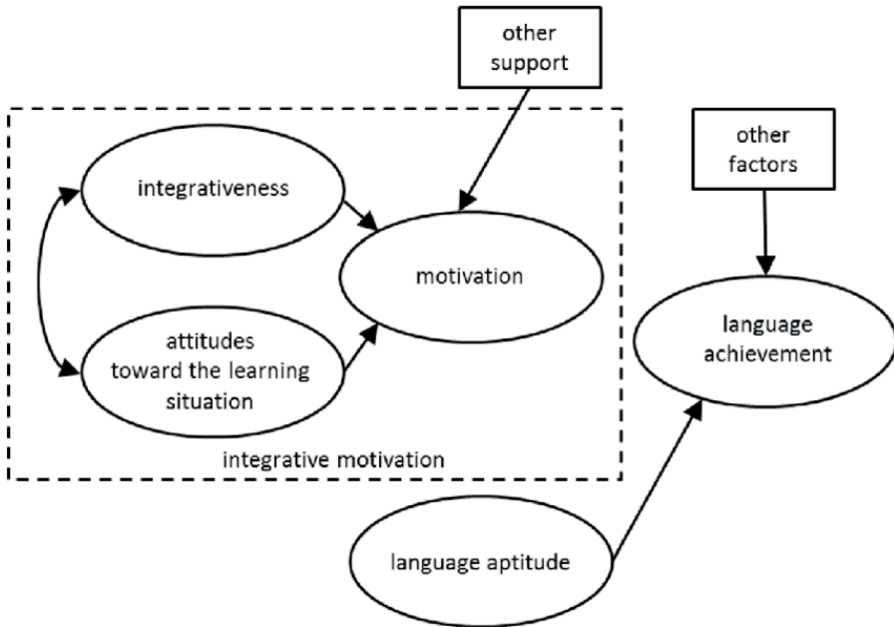 other
support
other
factors
integrativeness
motivation
attitudes
toward the learning
situation
language
achievement
integrative motivation
language aptitude